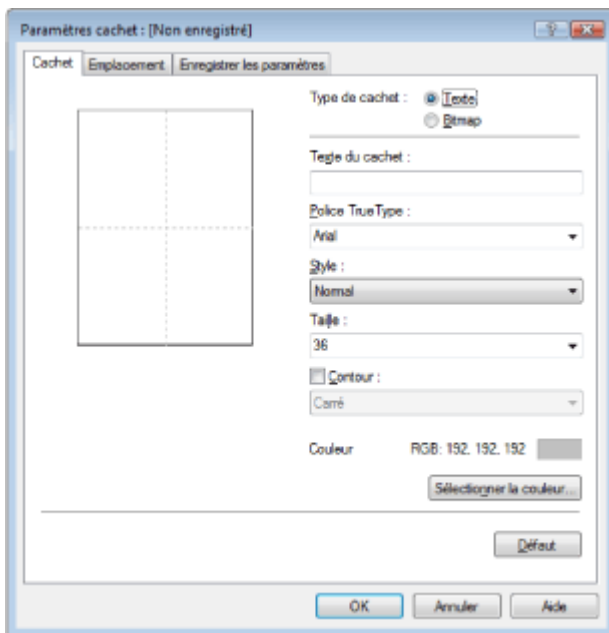 Paramètres cachet : [Non enregistré]
Cachet Emplacement Enregistrer les paramètres
Type de cachet : Texte
Bitmap
Texte du cachet :
Police TrueType :
Arial
Style :
Normal
Taille :
36
Contour :
Carré
Couleur RGB: 192, 192, 192
Sélectionner la couleur...
Défaut
OK Annuler Aide